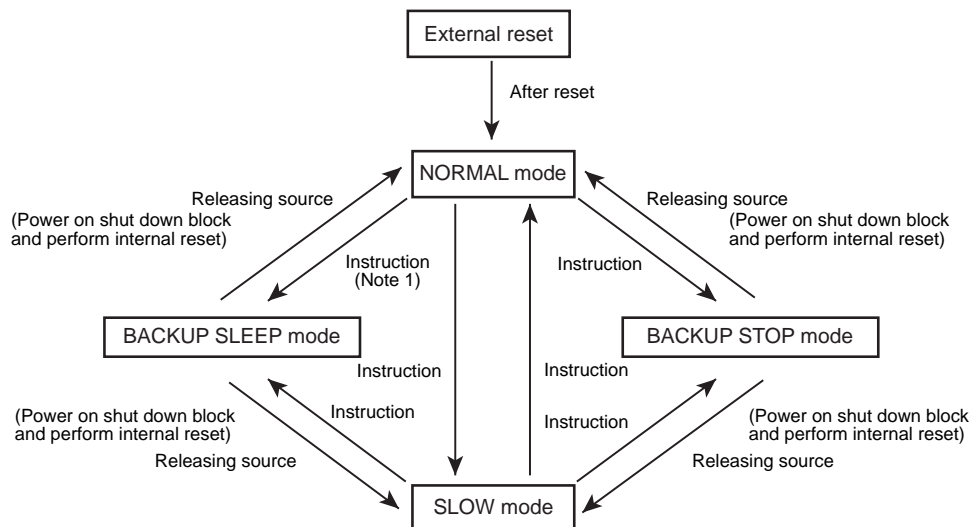 External reset
After reset
NORMAL mode
Releasing source
(Power on shut down block
and perform internal reset)
Releasing source
(Power on shut down block
and perform internal reset)
Instruction
(Note 1)
Instruction
BACKUP SLEEP mode
BACKUP STOP mode
Instruction
Instruction
Instruction
Instruction
(Power on shut down block
and perform internal reset)
Releasing source
(Power on shut down block
and perform internal reset)
Releasing source
SLOW mode